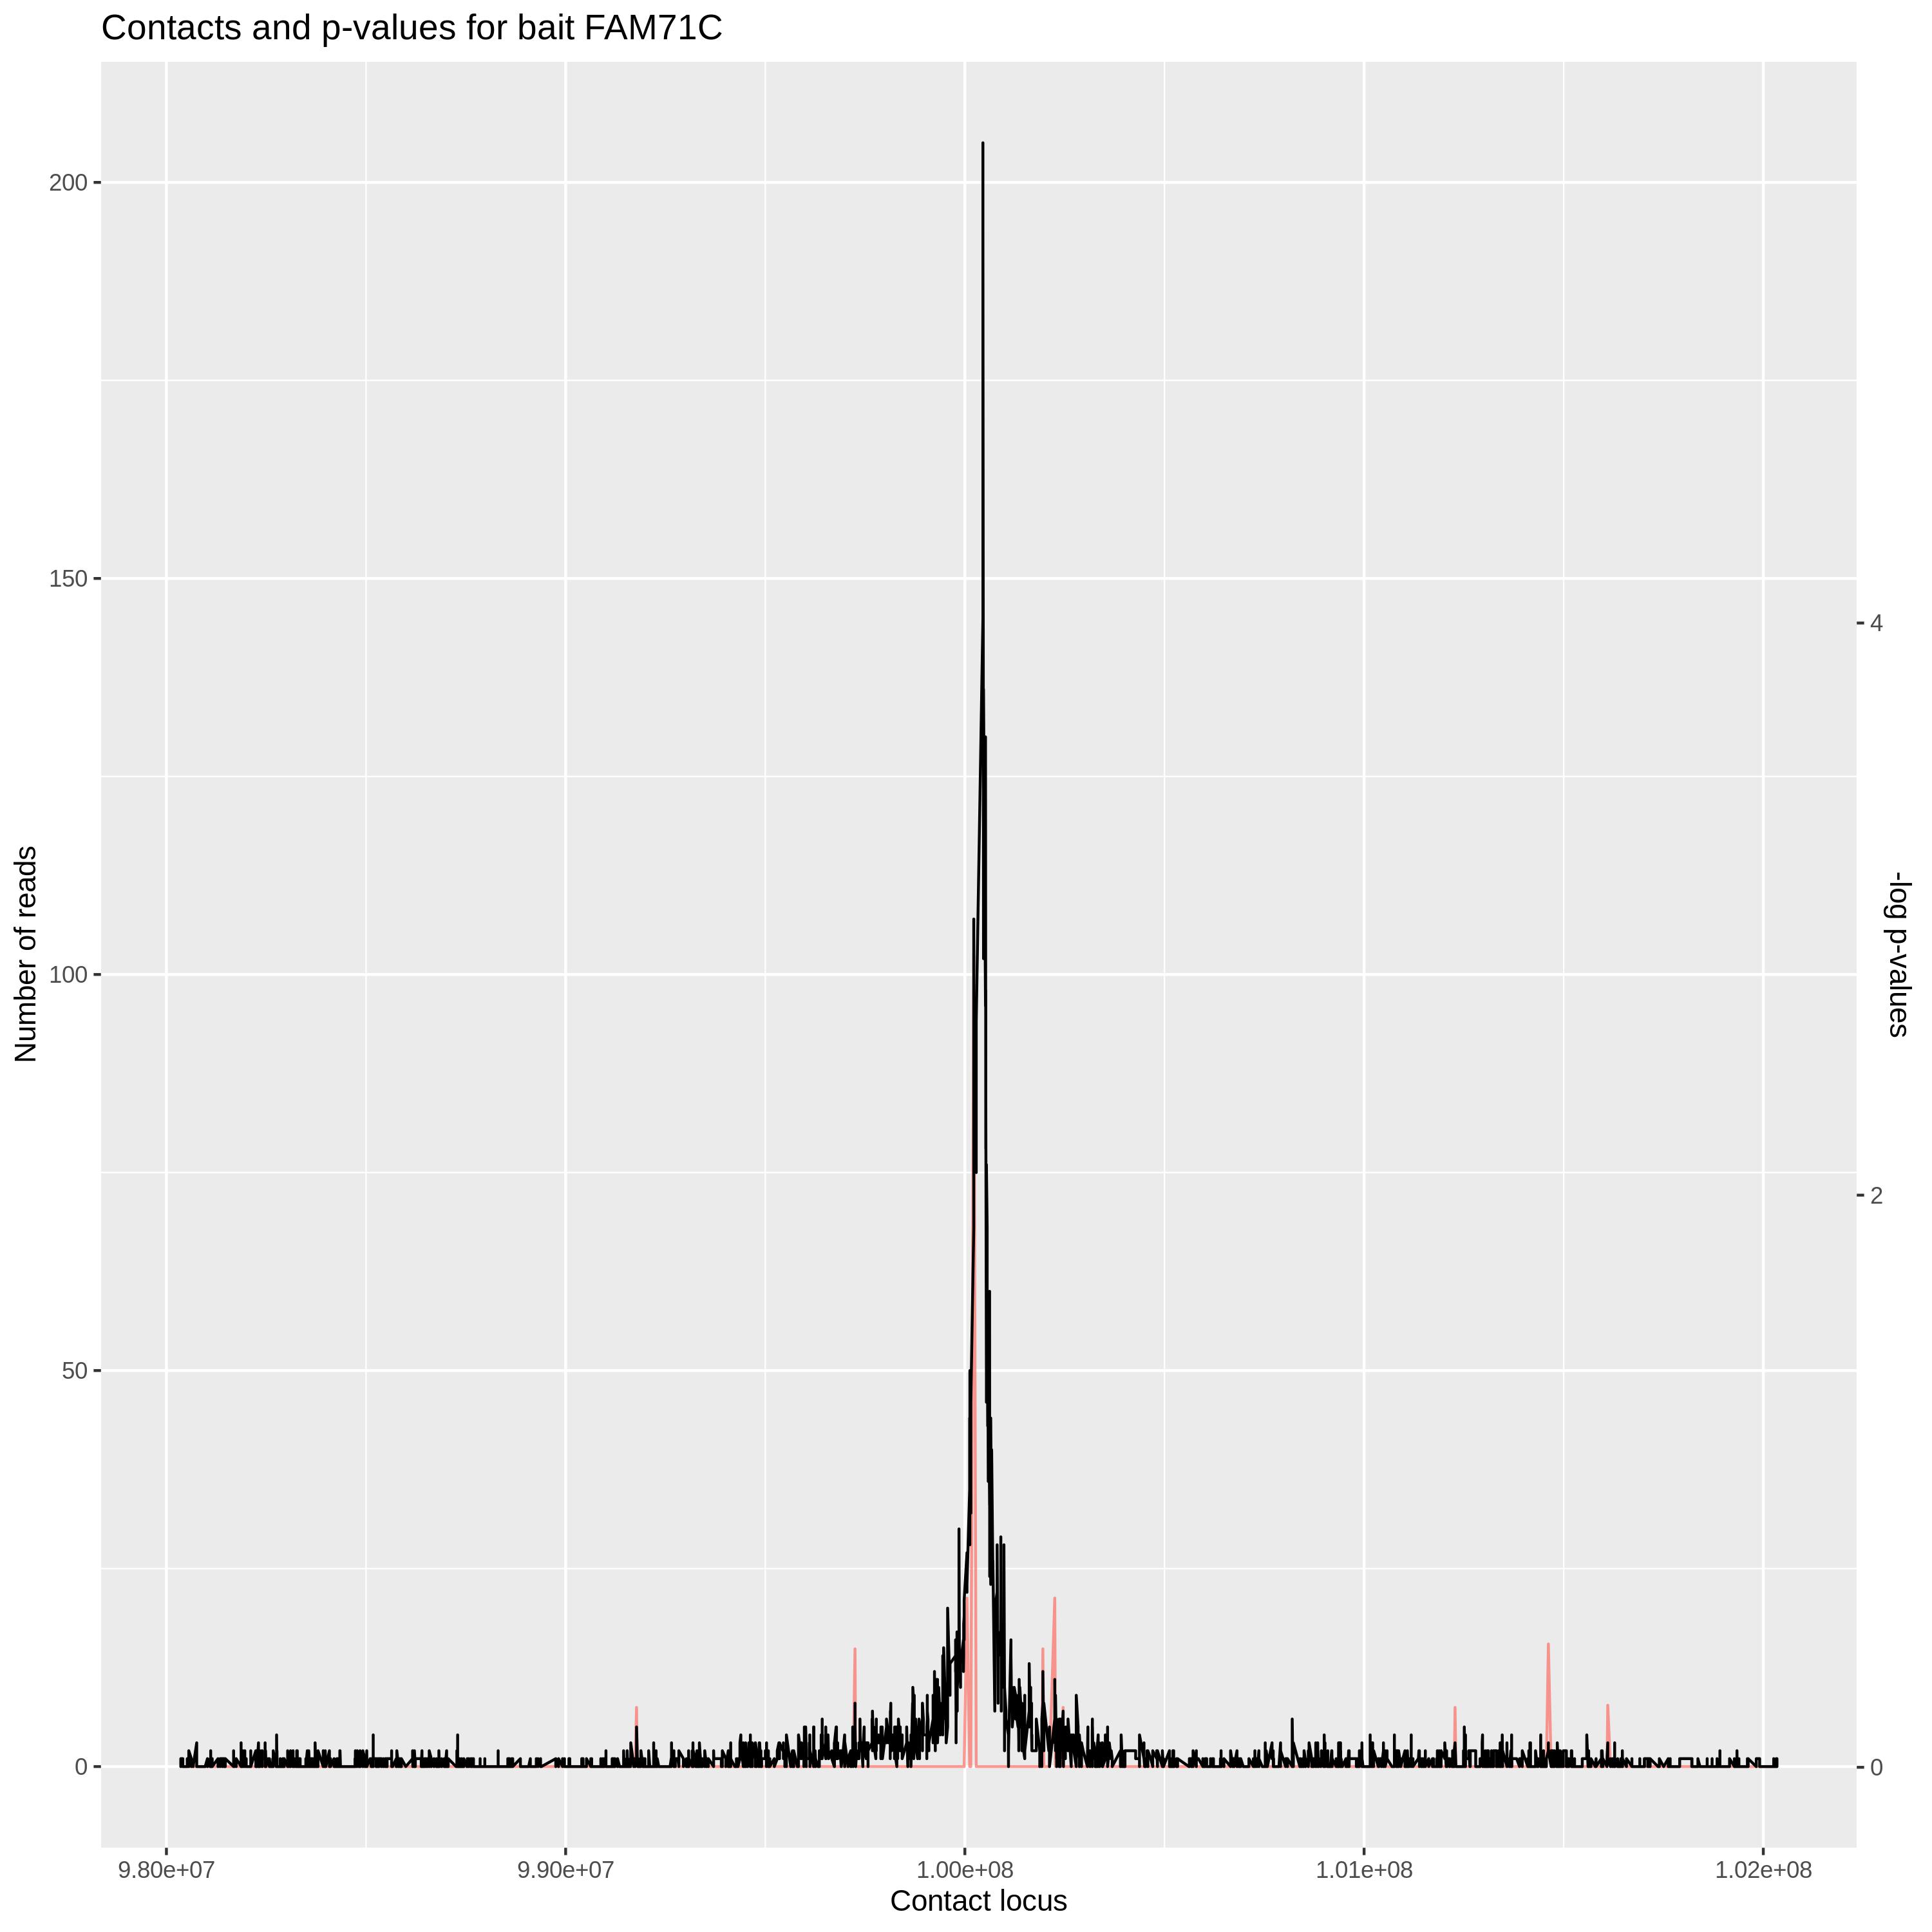 Contacts and p-values for bait FAM71C
200
150
100
50
0
Number of reads
4
2
0
-log p-values
9.80e+07
9.90e+07
1.00e+08
1.01e+08
1.02e+08
Contact locus